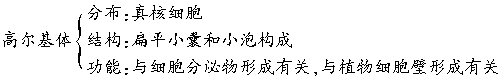 高尔基体
分布:真核细胞
结构:扁平小囊和小泡构成
功能:与细胞分泌物形成有关,与植物细胞壁形成有关